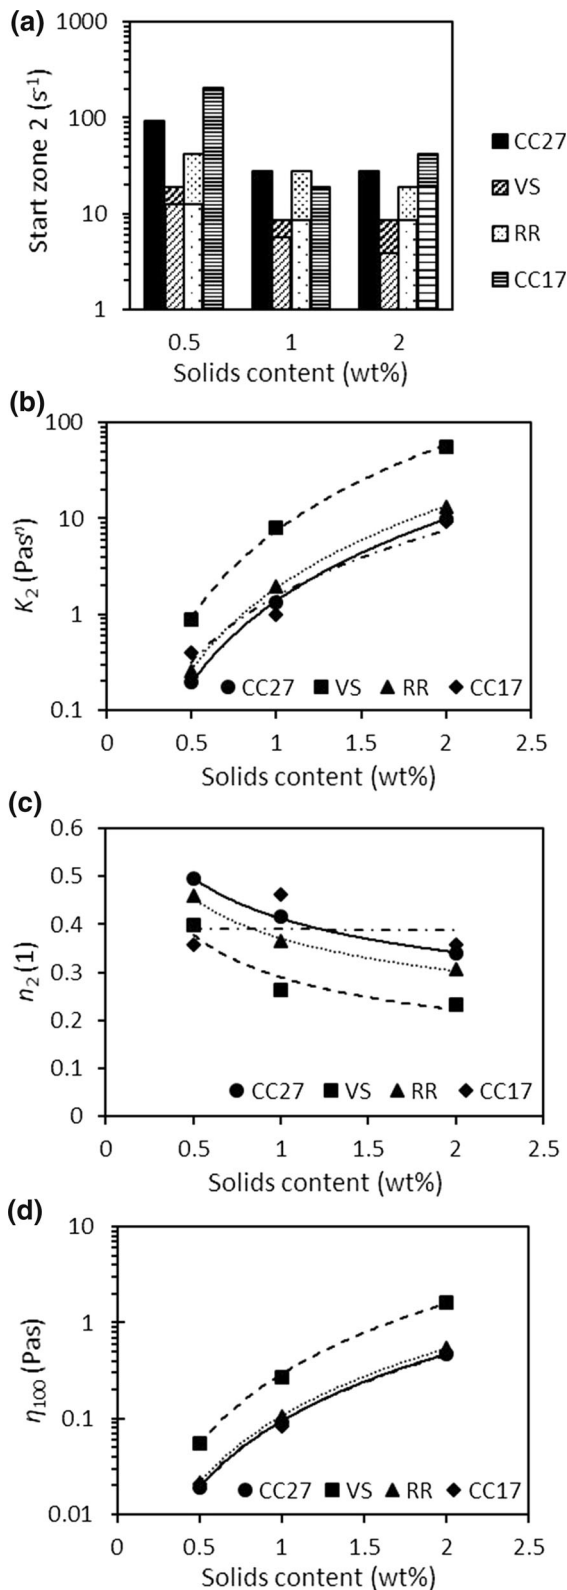 (a)
Start zone 2 (s⁻¹)
1000
100
10
1
0.5 1 2
Solids content (wt%)
CC27
VS
RR
CC17
(b)
K₂ (Pasⁿ)
100
10
1
0.1
0 0.5 1 1.5 2 2.5
CC27 VS RR CC17
Solids content (wt%)
(c)
n₂ (1)
0.6
0.5
0.4
0.3
0.2
0.1
0
0 0.5 1 1.5 2 2.5
CC27 VS RR CC17
Solids content (wt%)
(d)
η₁₀₀ (Pas)
10
1
0.1
0.01
0 0.5 1 1.5 2 2.5
CC27 VS RR CC17
Solids content (wt%)